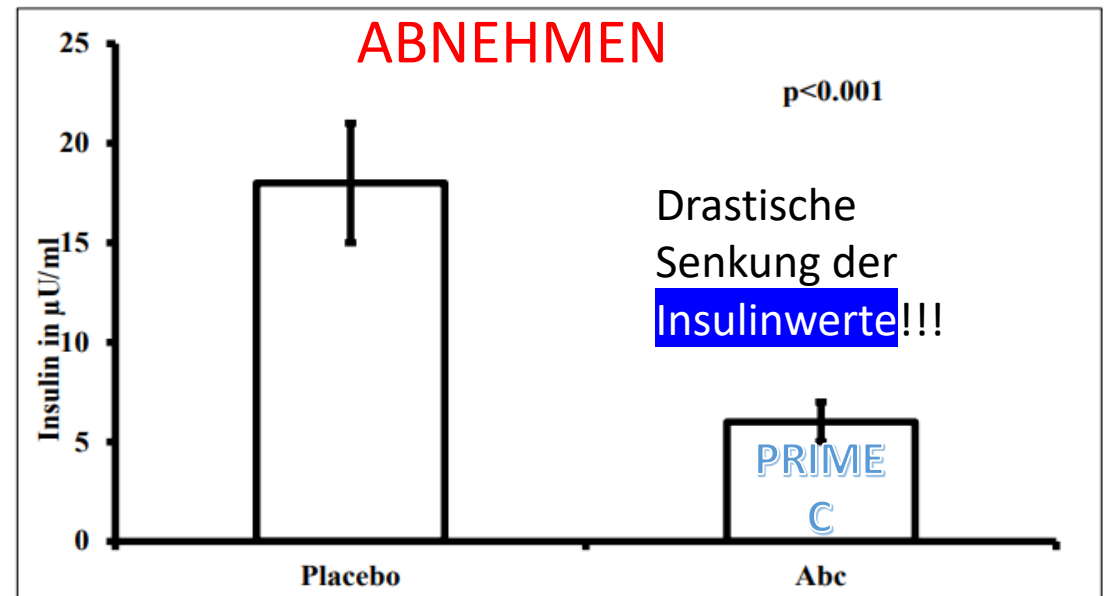 ABNEHMEN
25
20
15
10
5
0
Insulin in µU/ml
p<0.001
Drastische
Senkung der
Insulinwerte!!!
PRIME
C
Placebo
Abc